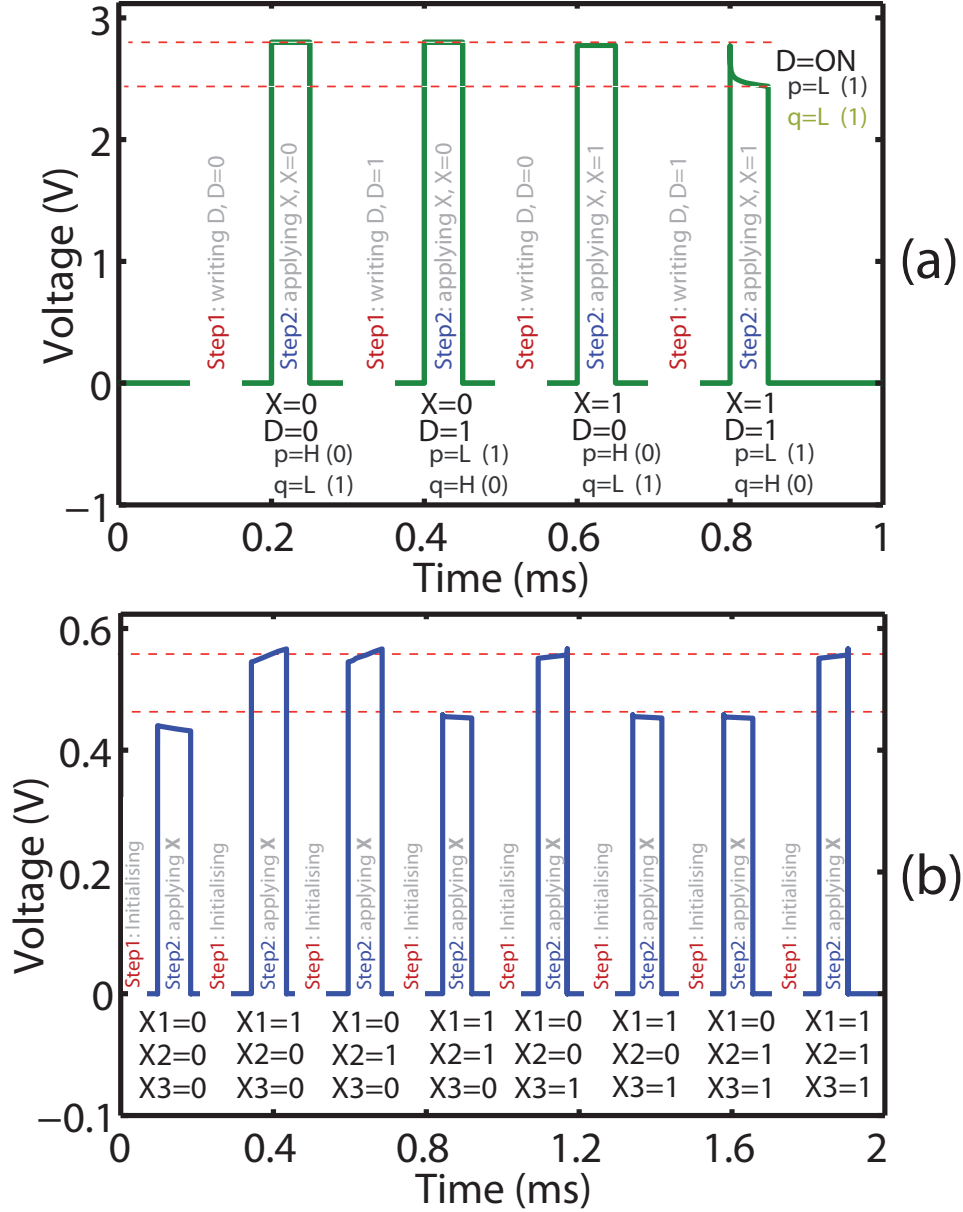 3
2
1
0
−1
Voltage (V)
Step1: writing D, D=0
Step2: applying X, X=0
Step1: writing D, D=1
Step2: applying X, X=0
Step1: writing D, D=0
Step2: applying X, X=1
Step1: writing D, D=1
Step2: applying X, X=1
D=ON
p=L (1)
q=L (1)
X=0
D=0
p=H (0)
q=L (1)
X=0
D=1
p=L (1)
q=H (0)
X=1
D=0
p=H (0)
q=L (1)
X=1
D=1
p=L (1)
q=H (0)
0 0.2 0.4 0.6 0.8 1
Time (ms)
(a)
0.6
0.4
0.2
0
−0.1
Voltage (V)
Step1: Initialising
Step2: applying X
Step1: Initialising
Step2: applying X
Step1: Initialising
Step2: applying X
Step1: Initialising
Step2: applying X
Step1: Initialising
Step2: applying X
Step1: Initialising
Step2: applying X
Step1: Initialising
Step2: applying X
Step1: Initialising
Step2: applying X
X1=0 X1=1 X1=0 X1=1 X1=0 X1=1 X1=0 X1=1
X2=0 X2=0 X2=1 X2=1 X2=0 X2=0 X2=1 X2=1
X3=0 X3=0 X3=0 X3=0 X3=1 X3=1 X3=1 X3=1
0 0.4 0.8 1.2 1.6 2
Time (ms)
(b)